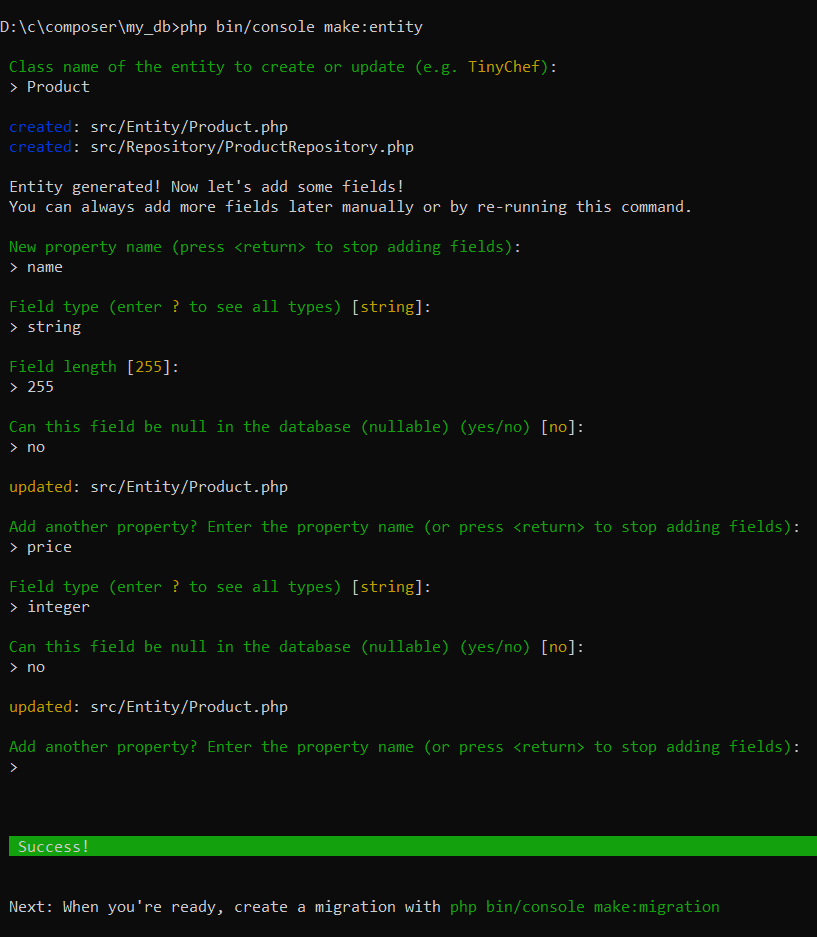 D:\c\composer\my_db>php bin/console make:entity
Class name of the entity to create or update (e.g. TinyChef):
> Product
created: src/Entity/Product.php
created: src/Repository/ProductRepository.php
Entity generated! Now let's add some fields!
You can always add more fields later manually or by re-running this command.
New property name (press <return> to stop adding fields):
> name
Field type (enter ? to see all types) [string]:
> string
Field length [255]:
> 255
Can this field be null in the database (nullable) (yes/no) [no]:
> no
updated: src/Entity/Product.php
Add another property? Enter the property name (or press <return> to stop adding fields):
> price
Field type (enter ? to see all types) [string]:
> integer
Can this field be null in the database (nullable) (yes/no) [no]:
> no
updated: src/Entity/Product.php
Add another property? Enter the property name (or press <return> to stop adding fields):
>
Success!
Next: When you're ready, create a migration with php bin/console make:migration